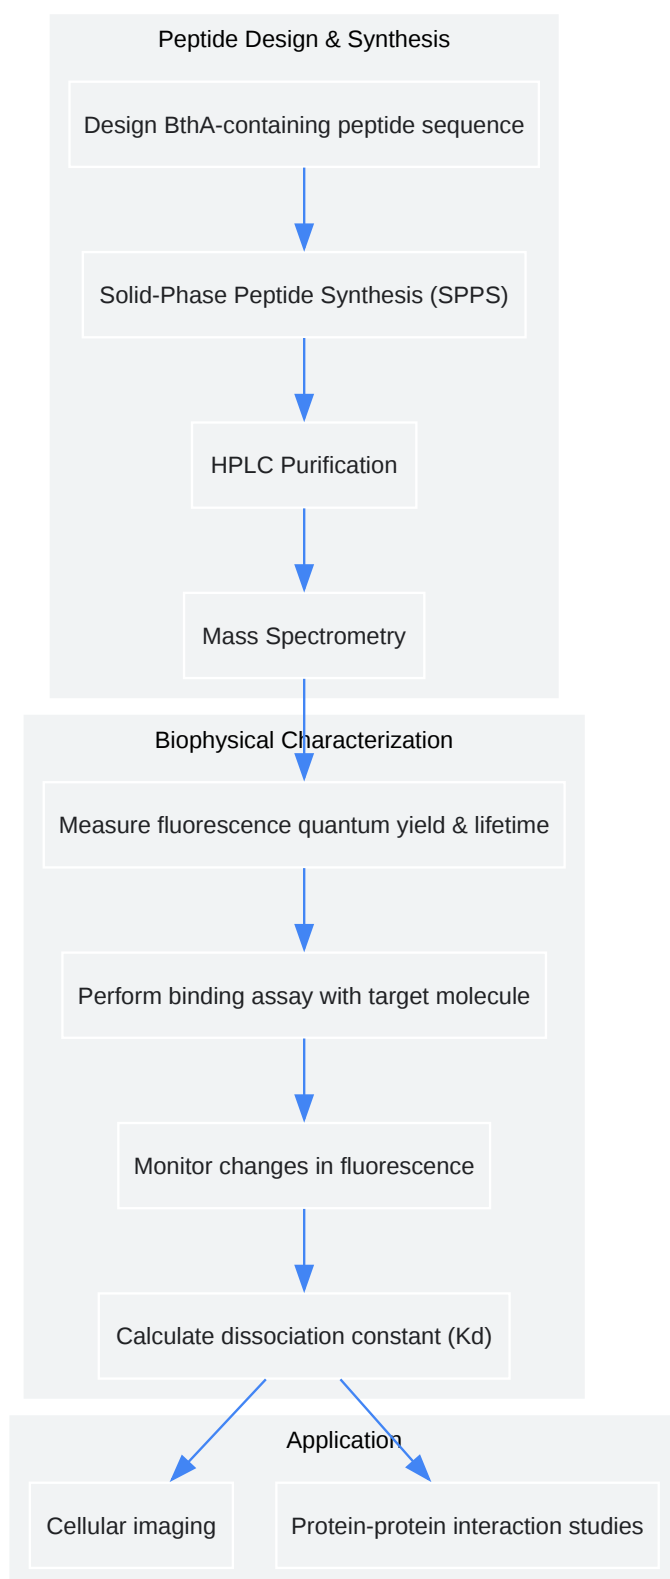 Peptide Design & Synthesis
Design BthA-containing peptide sequence
Solid-Phase Peptide Synthesis (SPPS)
HPLC Purification
Mass Spectrometry
Biophysical Characterization
Measure fluorescence quantum yield & lifetime
Perform binding assay with target molecule
Monitor changes in fluorescence
Calculate dissociation constant (Kd)
Application
Cellular imaging
Protein-protein interaction studies